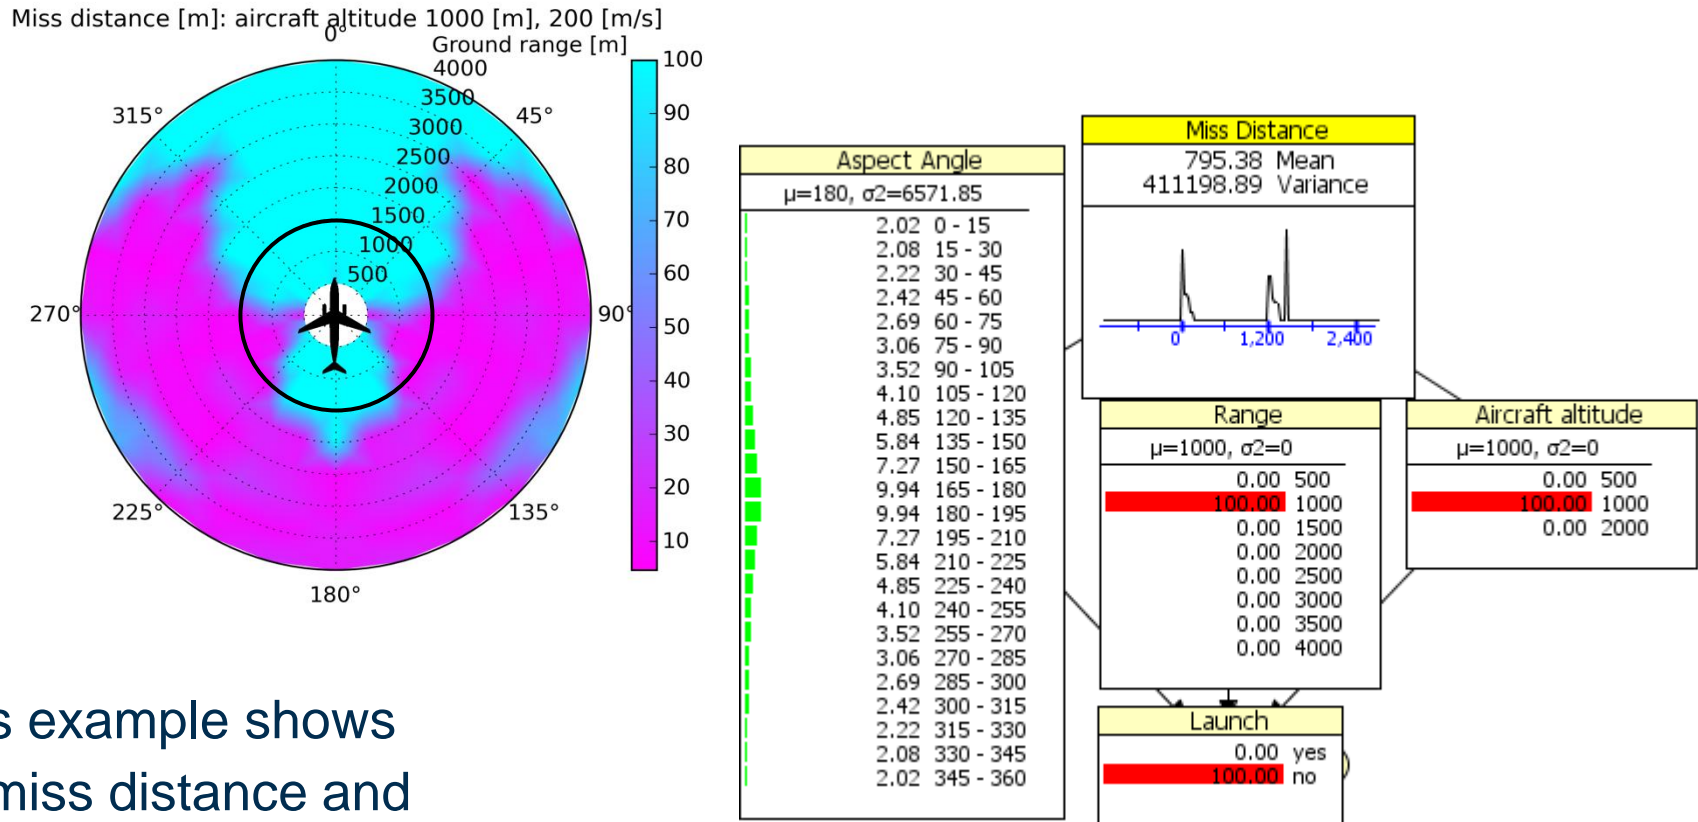 Miss distance [m]: aircraft altitude 1000 [m], 200 [m/s]
0°
Ground range [m]
4000
3500
3000
2500
2000
1500
1000
500
45°
90°
135°
180°
225°
270°
315°
100
90
80
70
60
50
40
30
20
10
Aspect Angle
μ=180, σ2=6571.85
2.02 0 - 15
2.08 15 - 30
2.22 30 - 45
2.42 45 - 60
2.69 60 - 75
3.06 75 - 90
3.52 90 - 105
4.10 105 - 120
4.85 120 - 135
5.84 135 - 150
7.27 150 - 165
9.94 165 - 180
9.94 180 - 195
7.27 195 - 210
5.84 210 - 225
4.85 225 - 240
4.10 240 - 255
3.52 255 - 270
3.06 270 - 285
2.69 285 - 300
2.42 300 - 315
2.22 315 - 330
2.08 330 - 345
2.02 345 - 360
Miss Distance
795.38 Mean
411198.89 Variance
0 1,200 2,400
Range
μ=1000, σ2=0
0.00 500
100.00 1000
0.00 1500
0.00 2000
0.00 2500
0.00 3000
0.00 3500
0.00 4000
Aircraft altitude
μ=1000, σ2=0
0.00 500
100.00 1000
0.00 2000
Launch
0.00 yes
100.00 no
s example shows
miss distance and